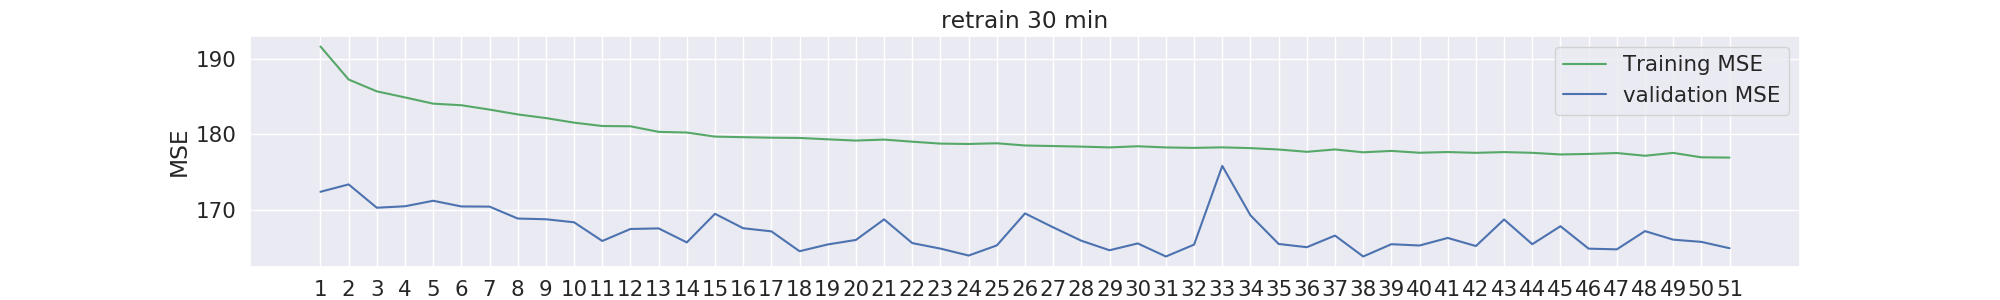 retrain 30 min
190
180
170
MSE
Training MSE
validation MSE
1 2 3 4 5 6 7 8 9 10 11 12 13 14 15 16 17 18 19 20 21 22 23 24 25 26 27 28 29 30 31 32 33 34 35 36 37 38 39 40 41 42 43 44 45 46 47 48 49 50 51